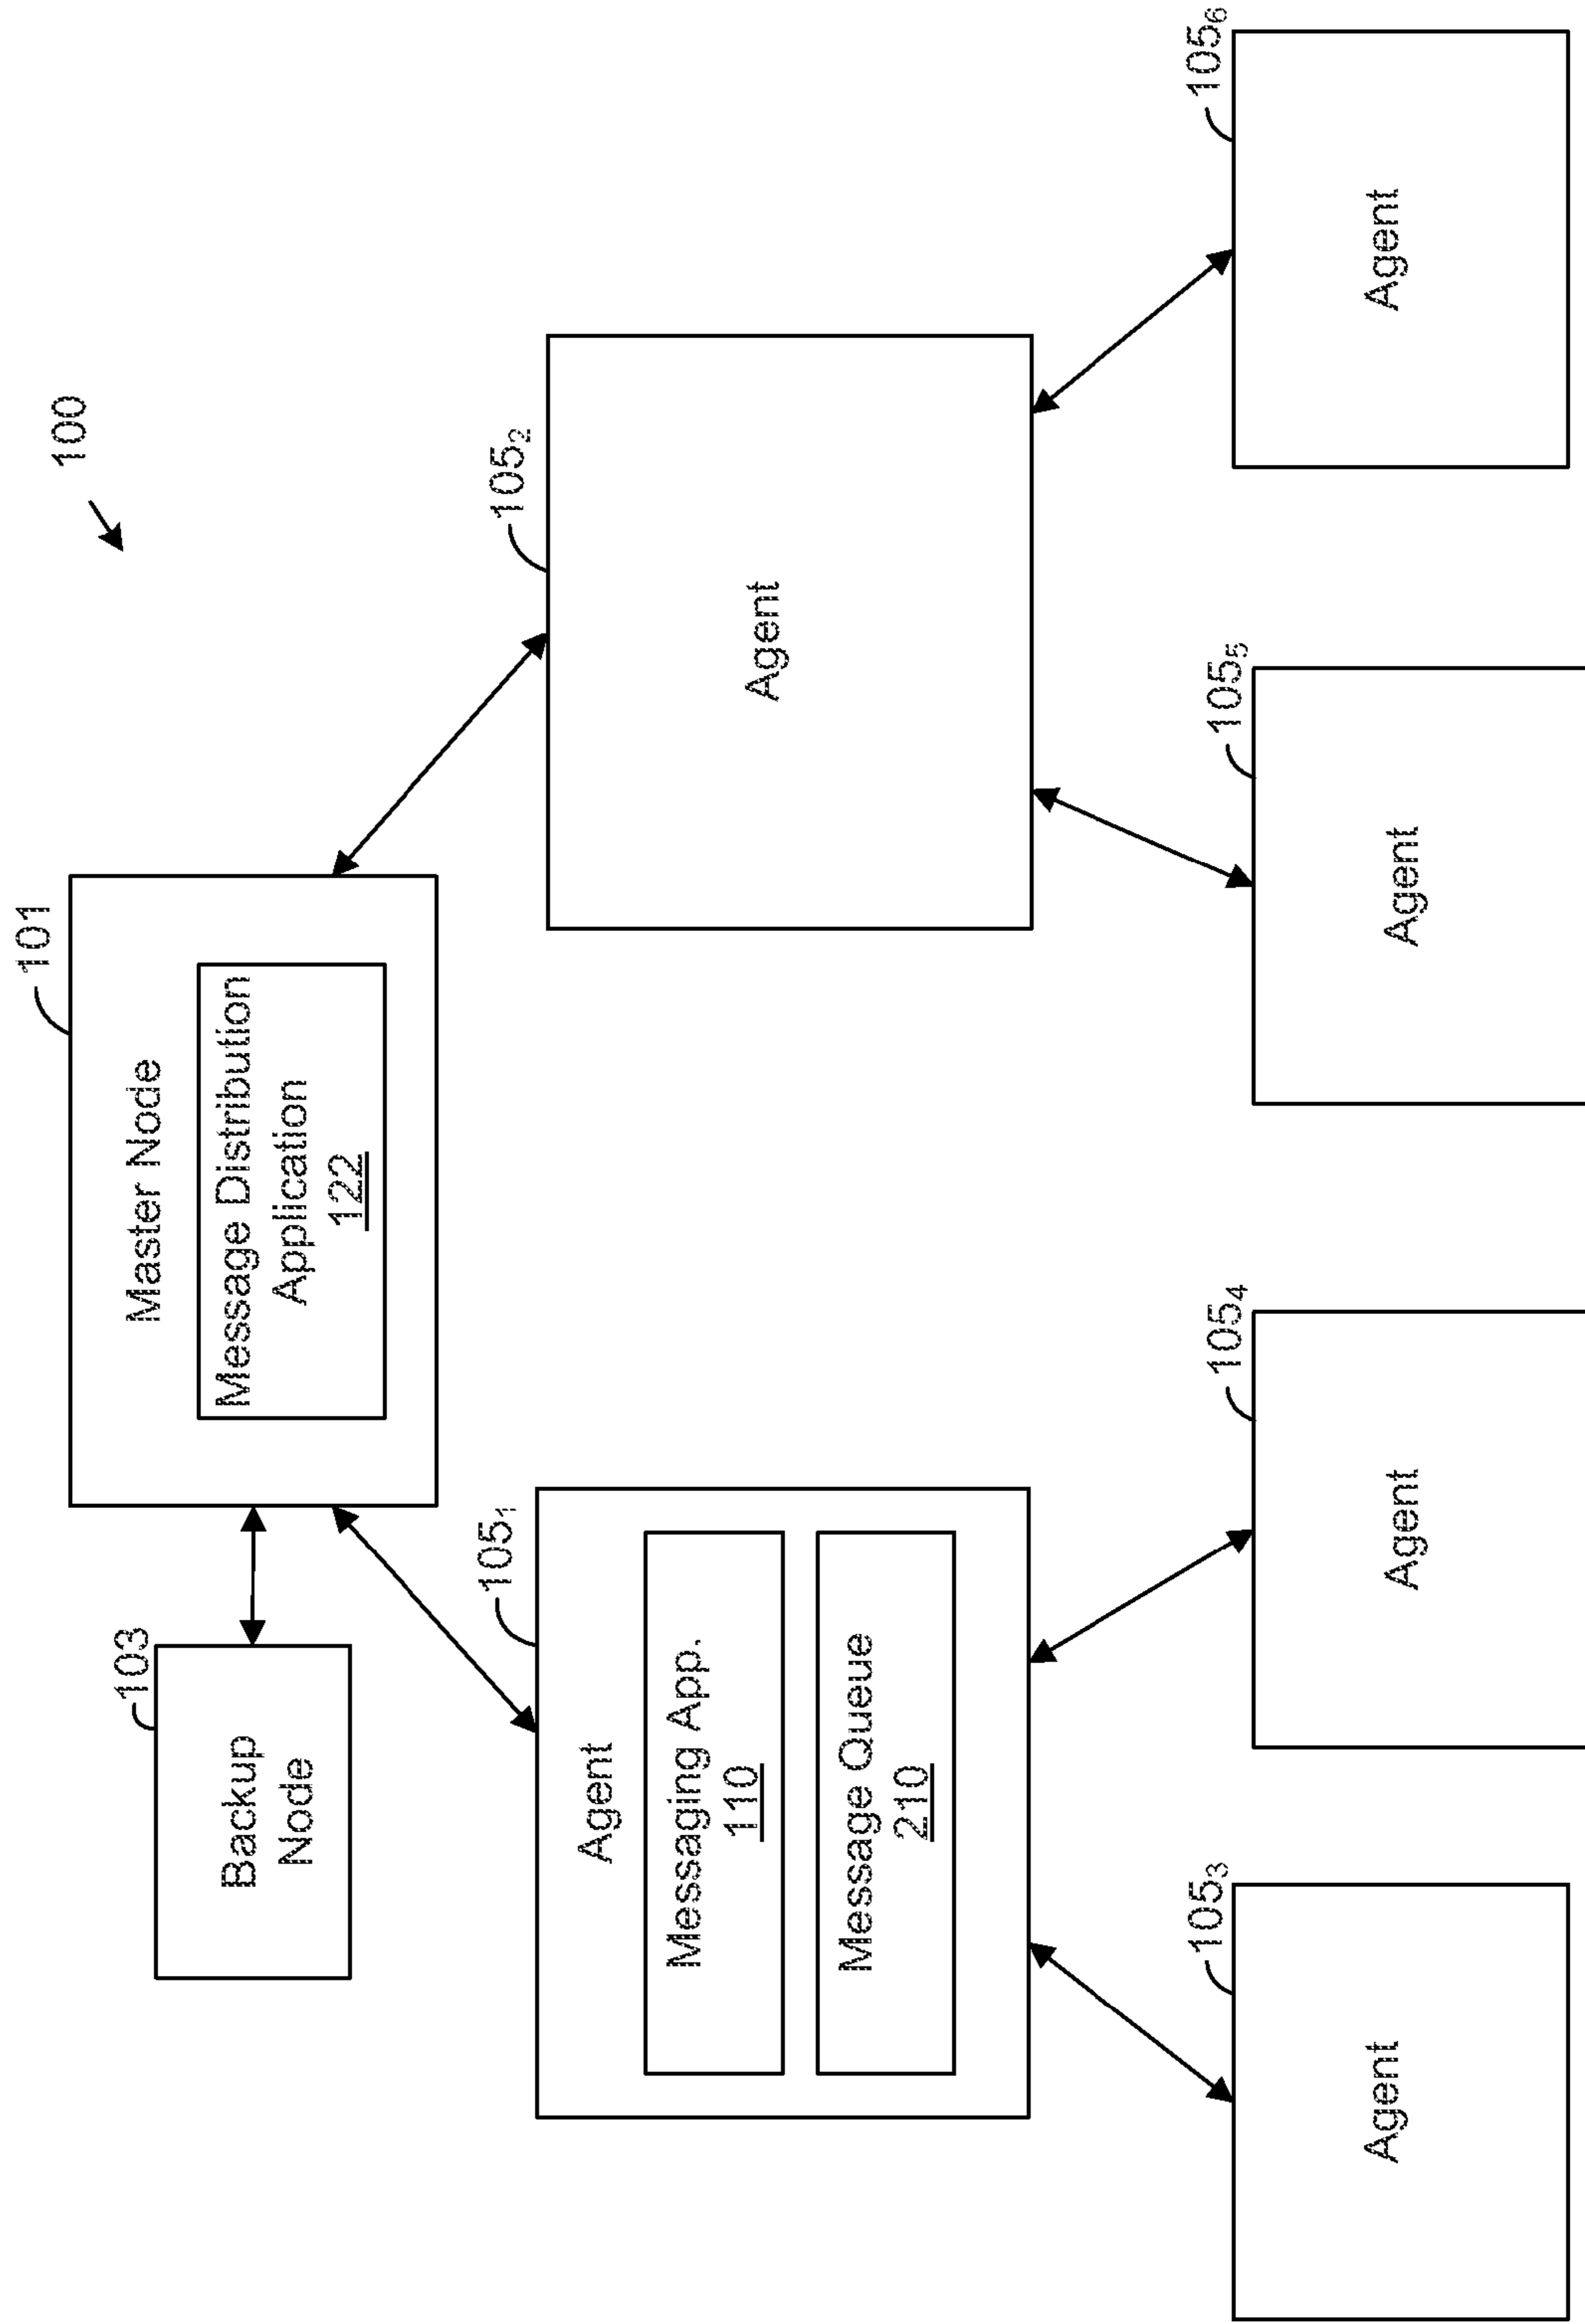 100
101
Master Node
Message Distribution
Application
122
103
Backup
Node
105₁
Agent
Messaging App.
110
Message Queue
210
105₂
Agent
105₃
Agent
105₄
Agent
105₅
Agent
105₆
Agent